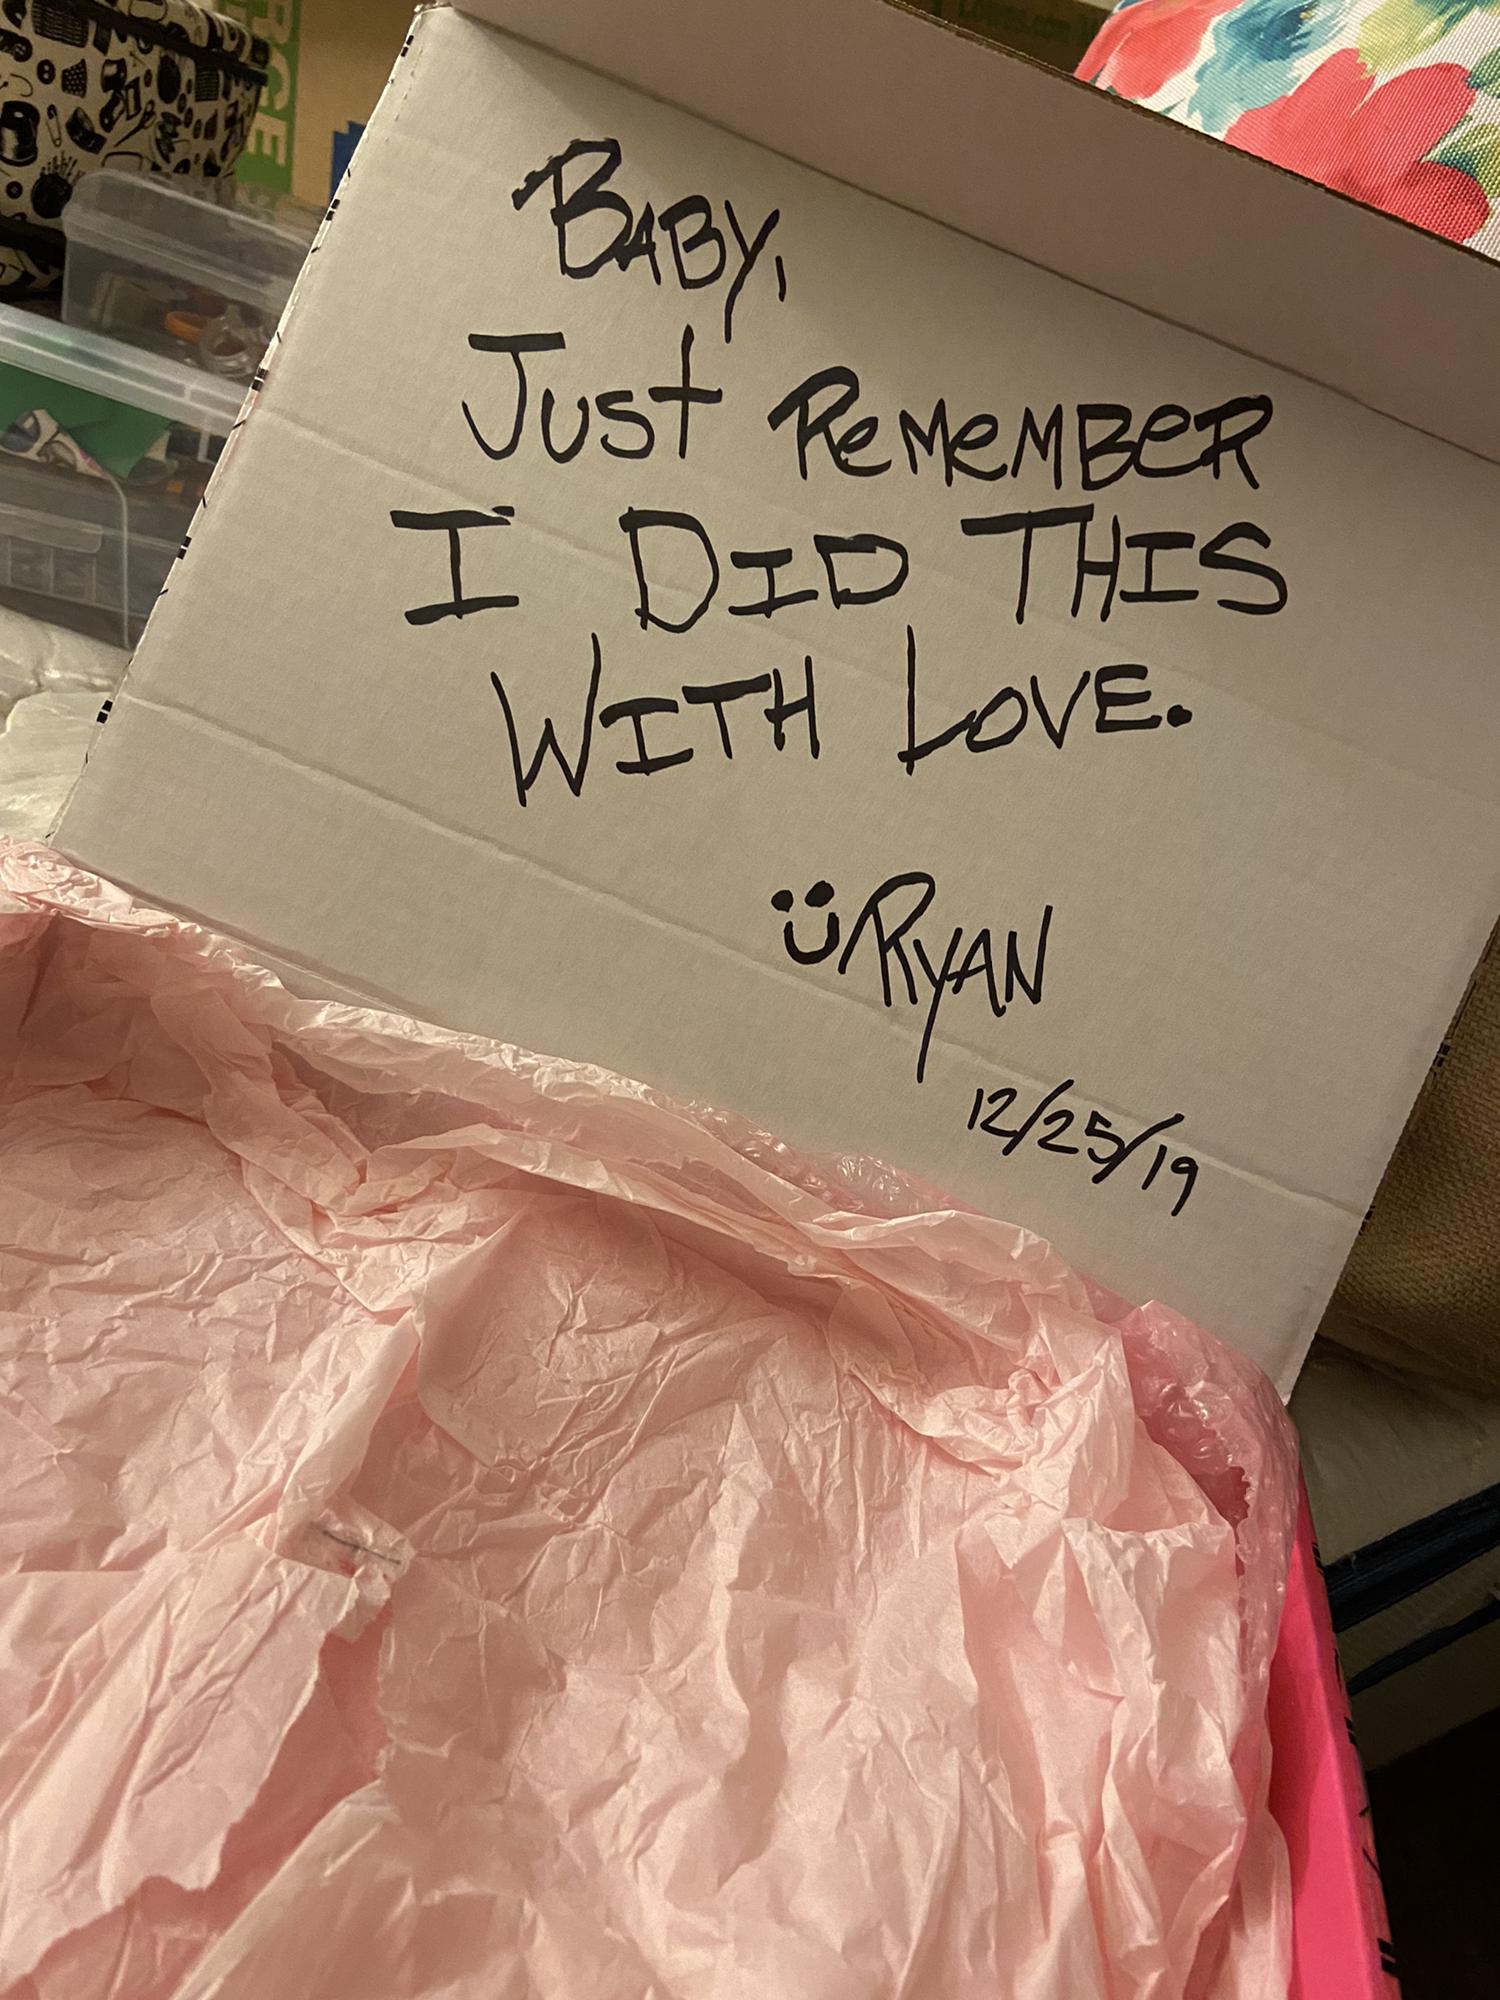 BABY,
JUST REMEMBER
I DID THIS
WITH LOVE.
RYAN
12/25/19